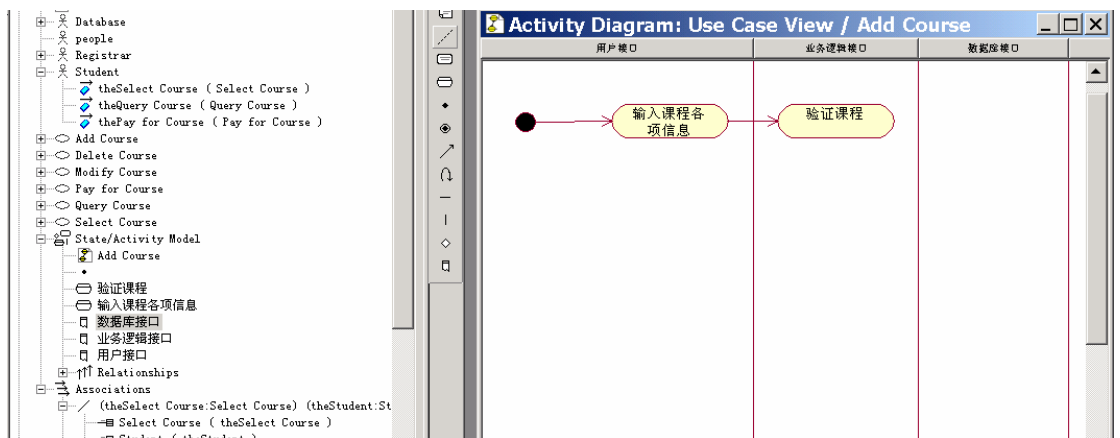 Database
people
Registrar
Student
theSelect Course ( Select Course )
theQuery Course ( Query Course )
thePay for Course ( Pay for Course )
Add Course
Delete Course
Modify Course
Pay for Course
Query Course
Select Course
State/Activity Model
Add Course
验证课程
输入课程各项信息
数据库接口
业务逻辑接口
用户接口
Relationships
Associations
(theSelect Course:Select Course) (theStudent:St
Select Course ( theSelect Course )
Student ( theStudent )
Activity Diagram: Use Case View / Add Course
用户接口
业务逻辑接口
数据库接口
输入课程各
项信息
验证课程